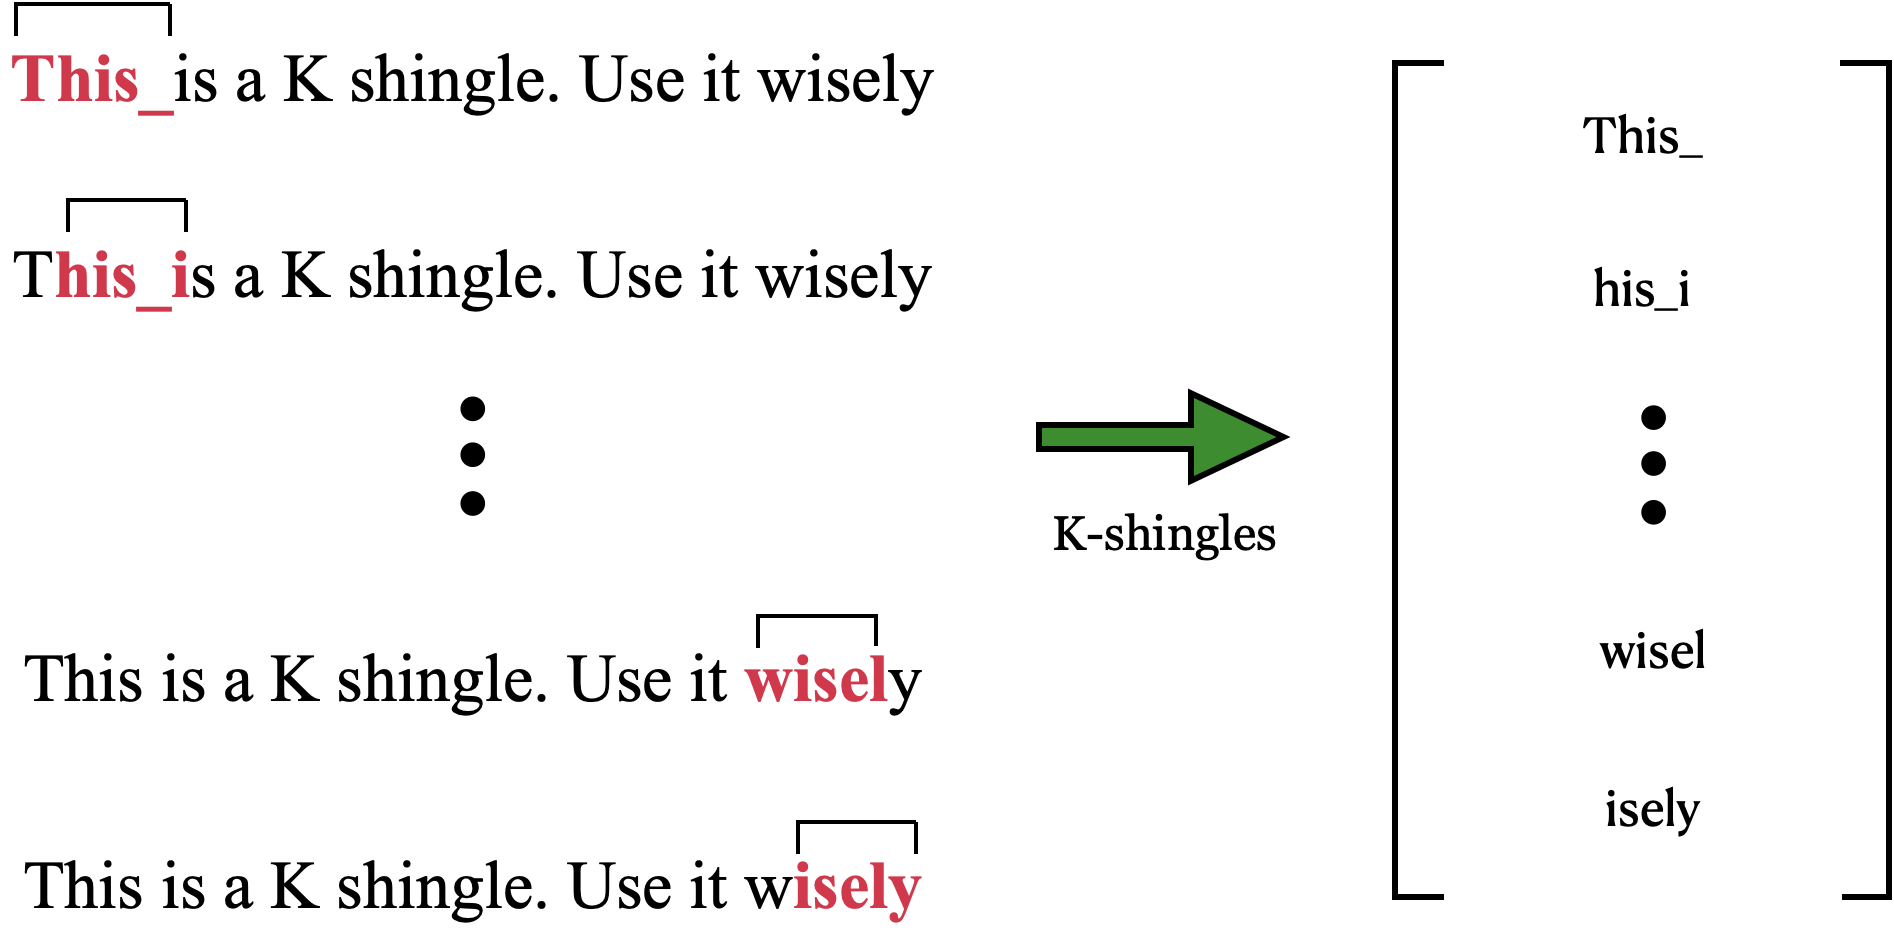 This_is a K shingle. Use it wisely
This_is a K shingle. Use it wisely
This is a K shingle. Use it wisely
This is a K shingle. Use it wisely
K-shingles
This_
his_i
wisel
isely